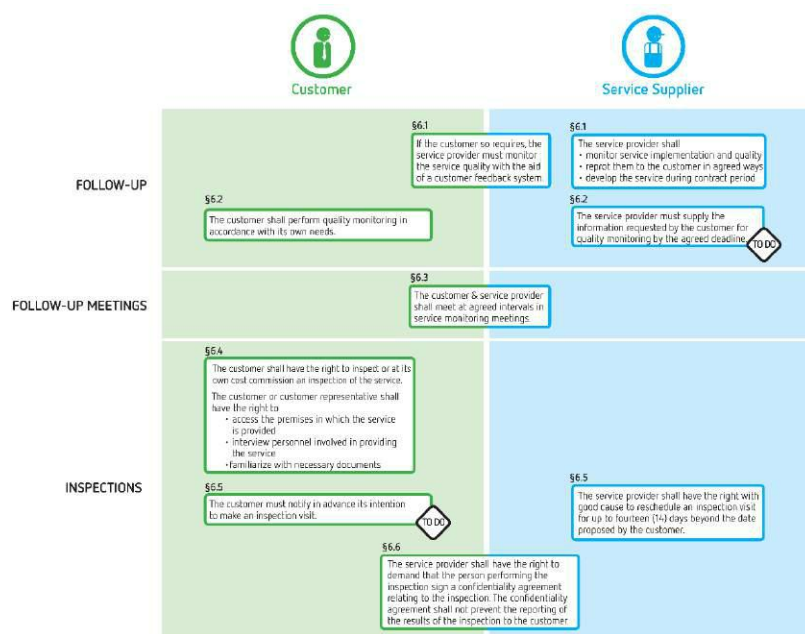 Customer
Service Supplier
FOLLOW-UP
§6.1
If the customer so requires, the
service provider must monitor
the service quality with the aid
of a customer feedback system.
§6.1
The service provider shall
• monitor service implementation and quality
• reprot them to the customer in agreed ways
• develop the service during contract period
§6.2
The customer shall perform quality monitoring in
accordance with its own needs.
§6.2
The service provider must supply the
information requested by the customer for
quality monitoring by the agreed deadline.
TO DO
FOLLOW-UP MEETINGS
§6.3
The customer & service provider
shall meet at agreed intervals in
service monitoring meetings.
INSPECTIONS
§6.4
The customer shall have the right to inspect or at its
own cost commission an inspection of the service.
The customer or customer representative shall
have the right to
• access the premises in which the service
is provided
• interview personnel involved in providing
the service
• familiarize with necessary documents
§6.5
The customer must notify in advance its intention
to make an inspection visit.
TO DO
§6.5
The service provider shall have the right with
good cause to reschedule an inspection visit
for up to fourteen (14) days beyond the date
proposed by the customer.
§6.6
The service provider shall have the right to
demand that the person performing the
inspection sign a confidentiality agreement
relating to the inspection. The confidentiality
agreement shall not prevent the reporting of
the results of the inspection to the customer